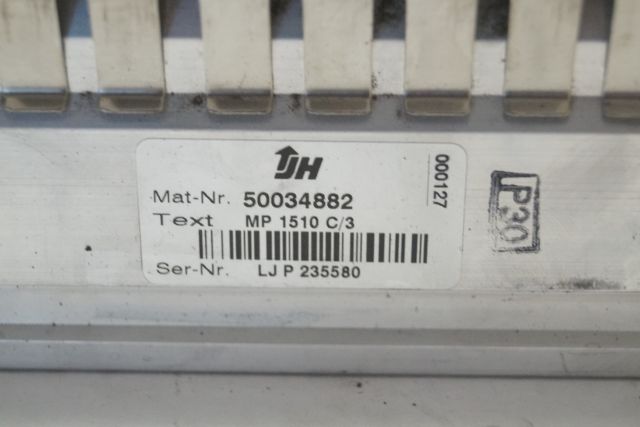 JH
Mat-Nr. 50034882
Text MP 1510 C/3
Ser-Nr. LJ P 235580
000127
P30